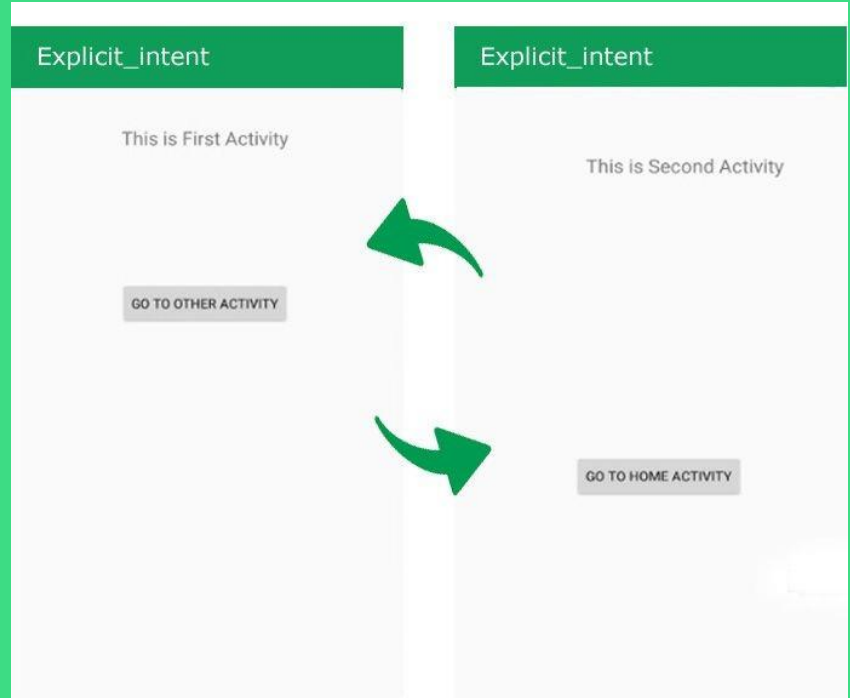 Explicit_intent
This is First Activity
GO TO OTHER ACTIVITY
Explicit_intent
This is Second Activity
GO TO HOME ACTIVITY